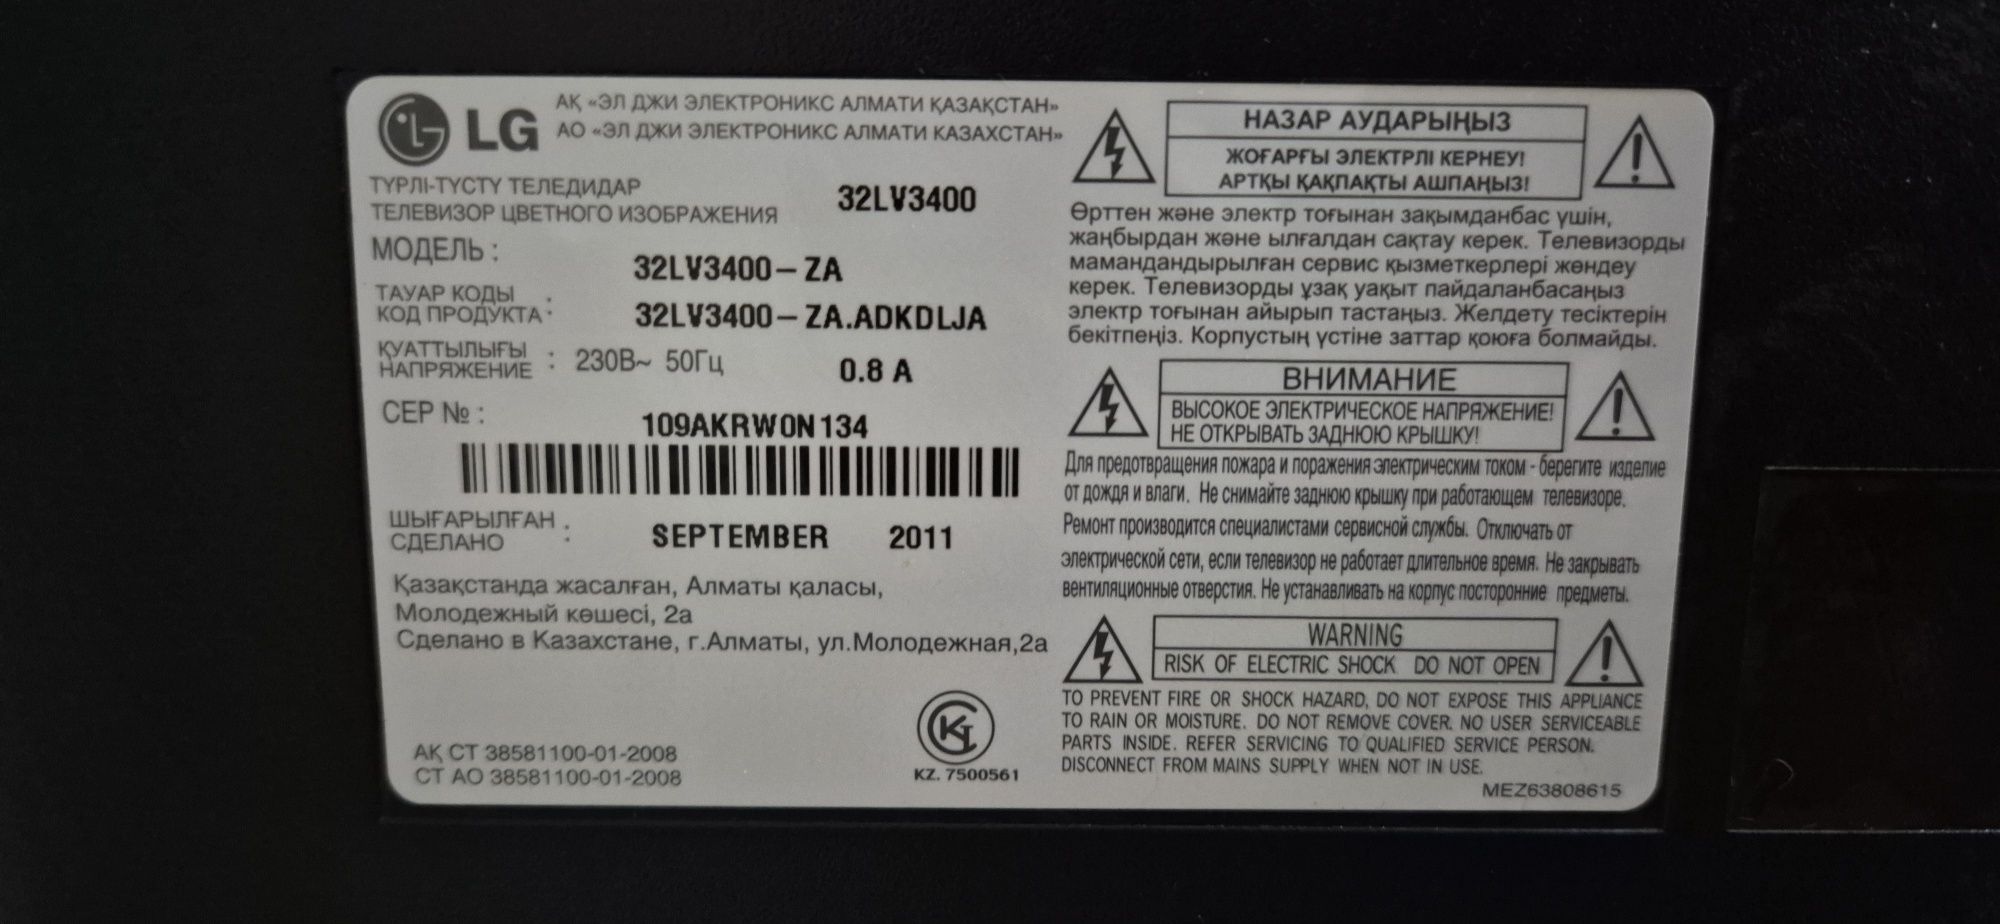 LG
АҚ «ЭЛ ДЖИ ЭЛЕКТРОНИКС АЛМАТИ ҚАЗАҚСТАН»
АО «ЭЛ ДЖИ ЭЛЕКТРОНИКС АЛМАТИ КАЗАХСТАН»
ТҮРЛІ-ТҮСТҮ ТЕЛЕДИДАР
ТЕЛЕВИЗОР ЦВЕТНОГО ИЗОБРАЖЕНИЯ
32LV3400
МОДЕЛЬ : 32LV3400-ZA
ТАУАР КОДЫ
КОД ПРОДУКТА : 32LV3400-ZA.ADKDLJA
ҚУАТТЫЛЫҒЫ
НАПРЯЖЕНИЕ : 230В~ 50Гц 0.8 A
СЕР № : 109AKRW0N134
ШЫҒАРЫЛҒАН
СДЕЛАНО : SEPTEMBER 2011
Қазақстанда жасалған, Алматы қаласы,
Молодежный көшесі, 2а
Сделано в Казахстане, г.Алматы, ул.Молодежная,2а
АҚ СТ 38581100-01-2008
СТ АО 38581100-01-2008
KZ. 7500561
НАЗАР АУДАРЫҢЫЗ
ЖОҒАРҒЫ ЭЛЕКТРЛІ КЕРНЕУ!
АРТҚЫ ҚАҚПАҚТЫ АШПАҢЫЗ!
Өрттен және электр тоғынан зақымданбас үшін,
жаңбырдан және ылғалдан сақтау керек. Телевизорды
мамандандырылған сервис қызметкерлері жөндеу
керек. Телевизорды ұзақ уақыт пайдаланбасаңыз
электр тоғынан айырып тастаңыз. Желдету тесіктерін
бекітпеңіз. Корпустың үстіне заттар қоюға болмайды.
ВНИМАНИЕ
ВЫСОКОЕ ЭЛЕКТРИЧЕСКОЕ НАПРЯЖЕНИЕ!
НЕ ОТКРЫВАТЬ ЗАДНЮЮ КРЫШКУ!
Для предотвращения пожара и поражения электрическим током - берегите изделие
от дождя и влаги. Не снимайте заднюю крышку при работающем телевизоре.
Ремонт производится специалистами сервисной службы. Отключать от
электрической сети, если телевизор не работает длительное время. Не закрывать
вентиляционные отверстия. Не устанавливать на корпус посторонние предметы.
WARNING
RISK OF ELECTRIC SHOCK DO NOT OPEN
TO PREVENT FIRE OR SHOCK HAZARD, DO NOT EXPOSE THIS APPLIANCE
TO RAIN OR MOISTURE. DO NOT REMOVE COVER. NO USER SERVICEABLE
PARTS INSIDE. REFER SERVICING TO QUALIFIED SERVICE PERSON.
DISCONNECT FROM MAINS SUPPLY WHEN NOT IN USE.
MEZ63808615